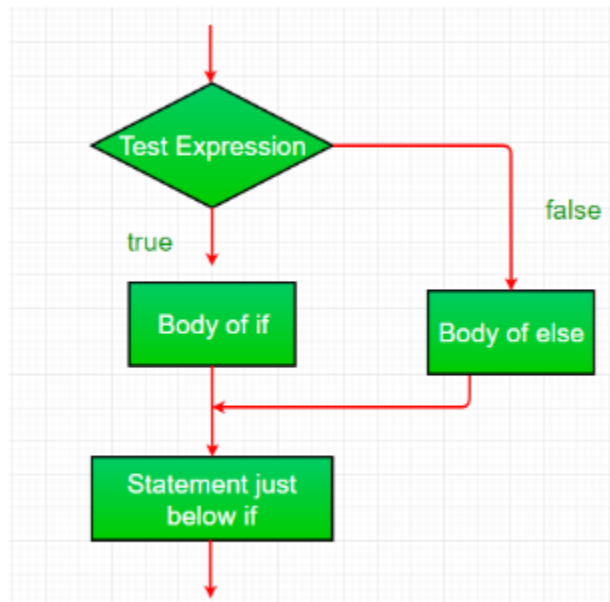 Test Expression
false
true
Body of if
Body of else
Statement just
below if